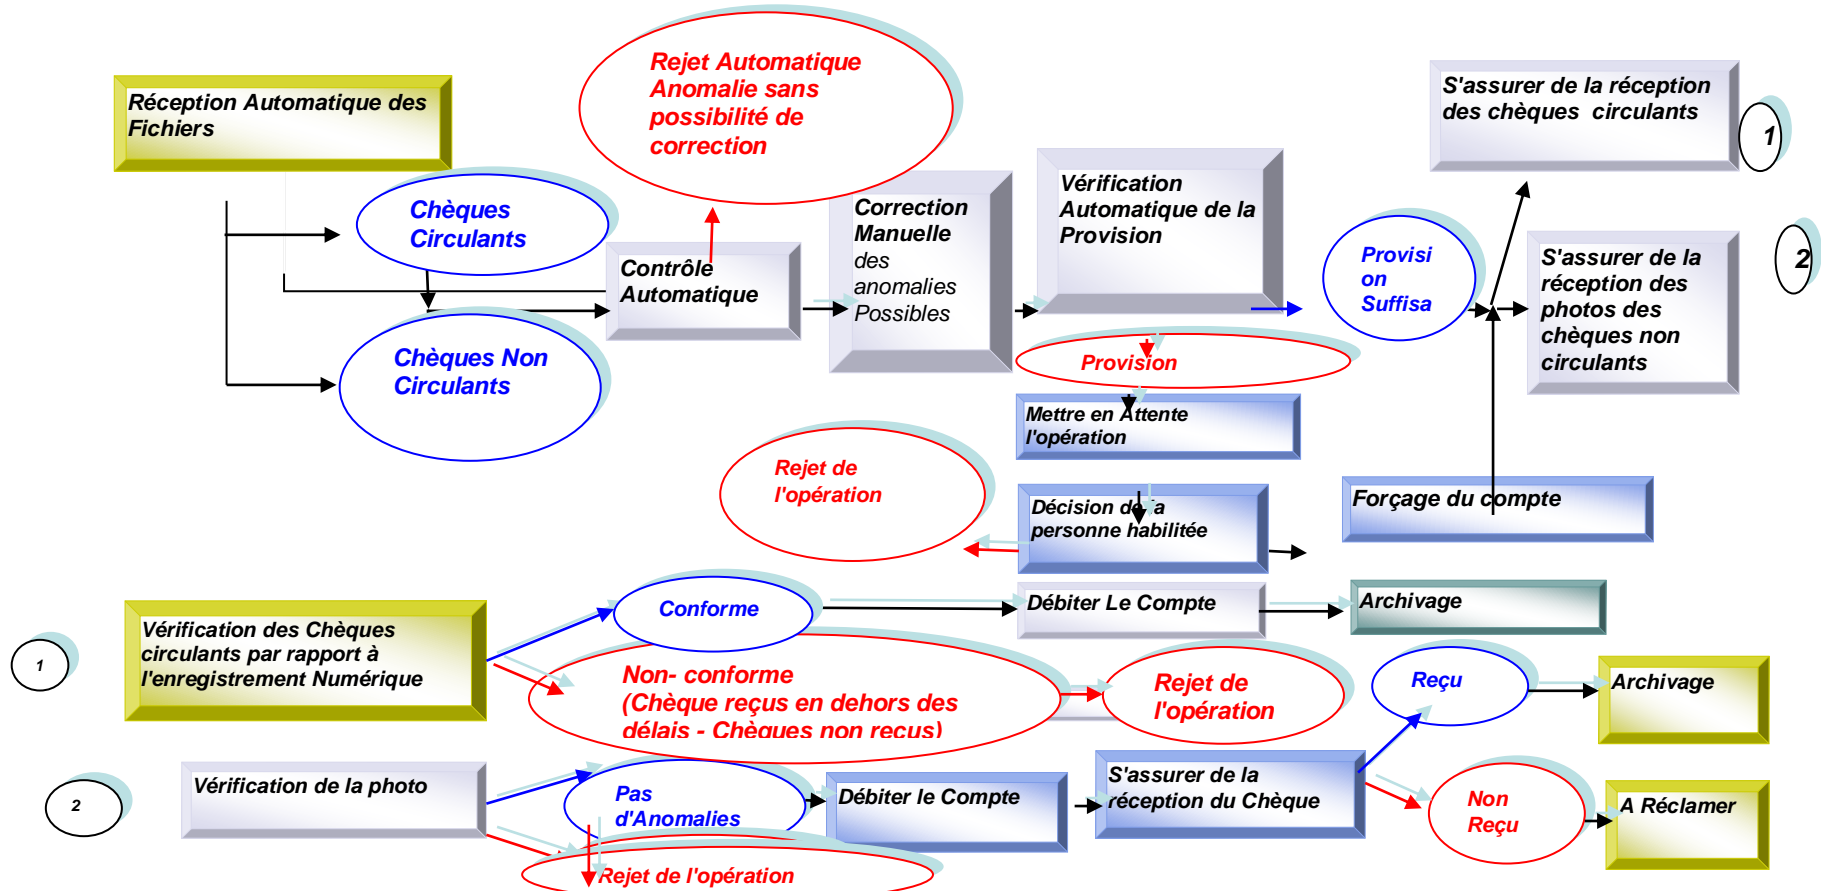 Réception Automatique des
Fichiers
Rejet Automatique
Anomalie sans
possibilité de
correction
S'assurer de la réception
des chèques circulants
1
Chèques
Circulants
Contrôle
Automatique
Correction
Manuelle
des
anomalies
Possibles
Vérification
Automatique de la
Provision
Provisi
on
Suffisa
S'assurer de la
réception des
photos des
chèques non
circulants
2
Chèques Non
Circulants
Provision
Mettre en Attente
l'opération
Rejet de
l'opération
Décision de la
personne habilitée
Forçage du compte
1
Vérification des Chèques
circulants par rapport à
l'enregistrement Numérique
Conforme
Débiter Le Compte
Archivage
Non- conforme
(Chèque reçus en dehors des
délais - Chèques non reçus)
Rejet de
l'opération
Reçu
Archivage
2
Vérification de la photo
Pas
d'Anomalies
Débiter le Compte
S'assurer de la
réception du Chèque
Non
Reçu
A Réclamer
Rejet de l'opération